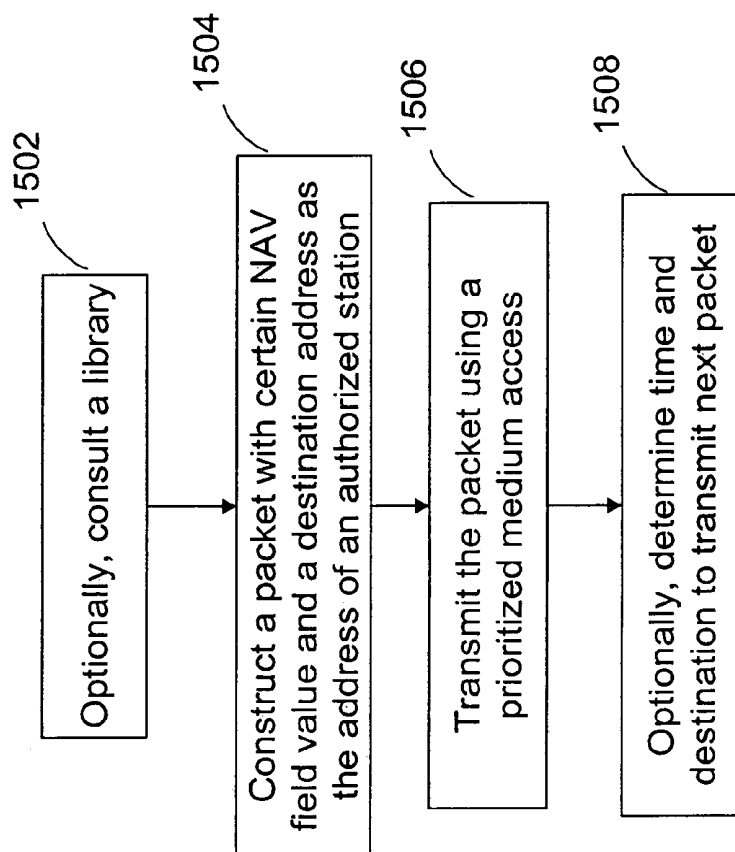 1502
Optionally, consult a library
1504
Construct a packet with certain NAV
field value and a destination address as
the address of an authorized station
1506
Transmit the packet using a
prioritized medium access
1508
Optionally, determine time and
destination to transmit next packet